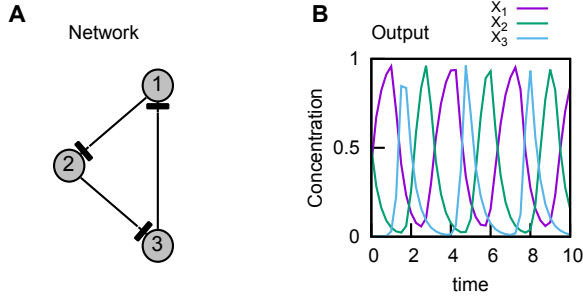 A
Network
1
2
3
B
Output
X₁
X₂
X₃
Concentration
1
0.5
0
0 2 4 6 8 10
time